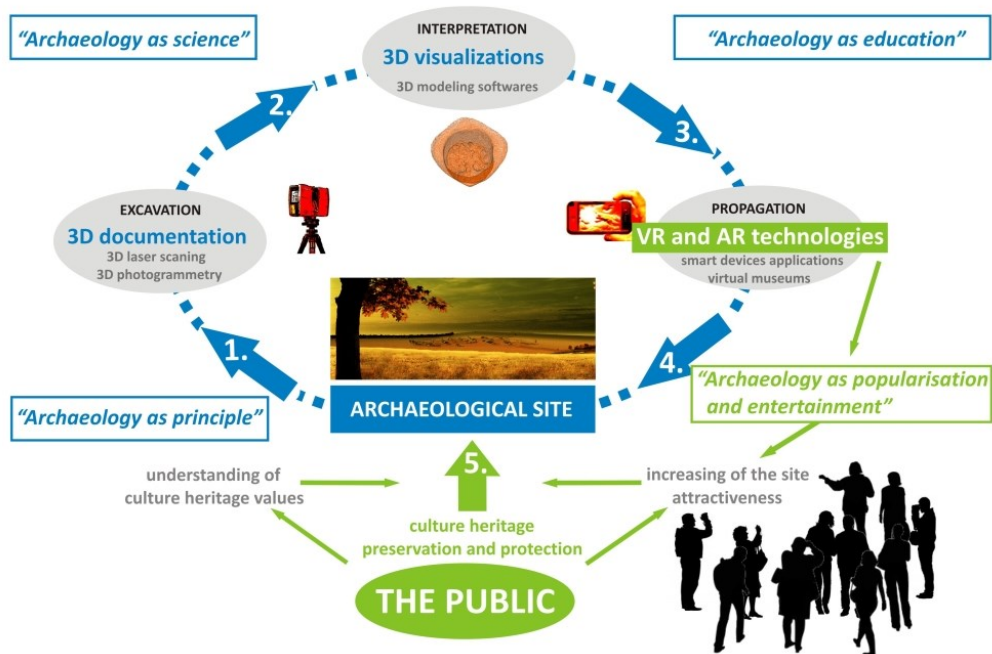 INTERPRETATION
3D visualizations
3D modeling softwares
“Archaeology as science”
“Archaeology as education”
2.
3.
EXCAVATION
3D documentation
3D laser scaning
3D photogrammetry
PROPAGATION
VR and AR technologies
smart devices applications
virtual museums
1.
4.
“Archaeology as principle”
ARCHAEOLOGICAL SITE
“Archaeology as popularisation
and entertainment”
5.
understanding of
culture heritage values
increasing of the site
attractiveness
culture heritage
preservation and protection
THE PUBLIC